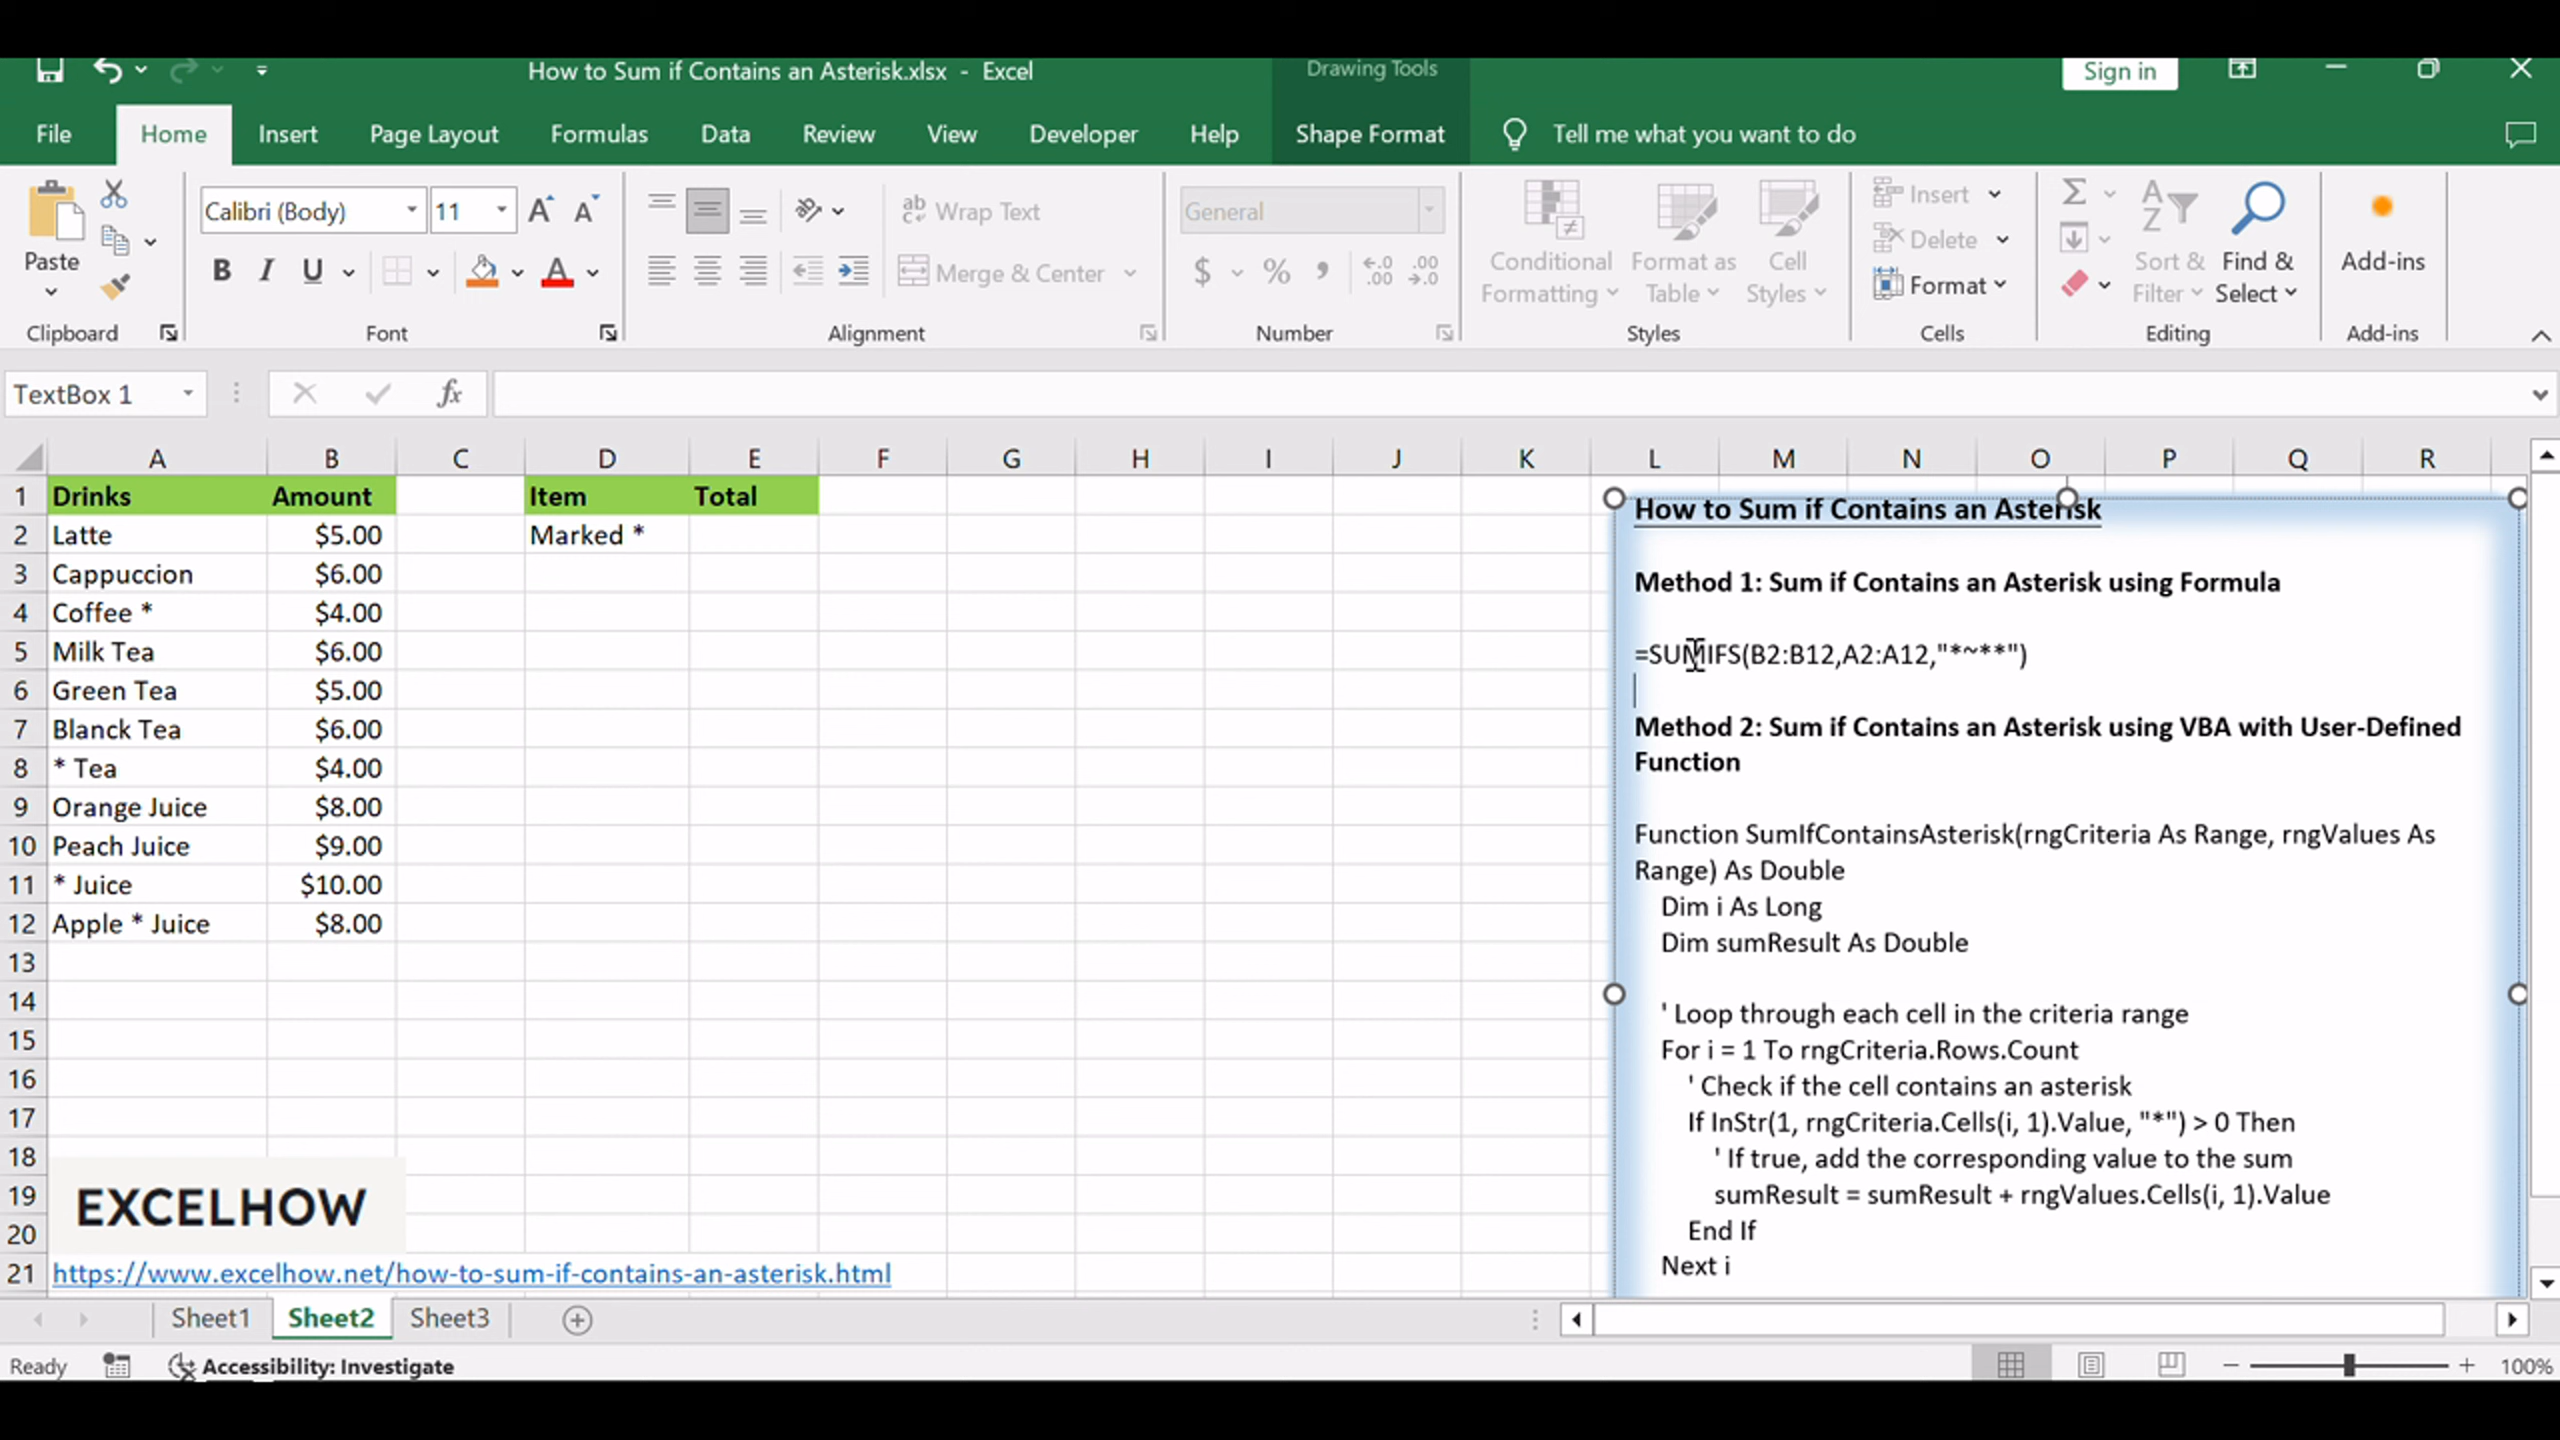 How to Sum if Contains an Asterisk.xlsx - Excel
Drawing Tools
Sign in
File Home Insert Page Layout Formulas Data Review View Developer Help Shape Format Tell me what you want to do
Paste
Calibri (Body) 11
B I U A
ab c Wrap Text
Merge & Center
General
$ % , .00 .0 .00 .0
Conditional Formatting
Format as Table
Cell Styles
Insert
Delete
Format
Sort & Filter
Find & Select
Add-ins
Clipboard Font Alignment Number Styles Cells Editing Add-ins
TextBox 1 fx
A B C D E F G H I J K L M N O P Q R
1 Drinks Amount Item Total
2 Latte $5.00 Marked *
3 Cappuccion $6.00
4 Coffee * $4.00
5 Milk Tea $6.00
6 Green Tea $5.00
7 Blanck Tea $6.00
8 * Tea $4.00
9 Orange Juice $8.00
10 Peach Juice $9.00
11 * Juice $10.00
12 Apple * Juice $8.00
13
14
15
16
17
18
19
20
EXCELHOW
21 https://www.excelhow.net/how-to-sum-if-contains-an-asterisk.html
How to Sum if Contains an Asterisk
Method 1: Sum if Contains an Asterisk using Formula
=SUMIFS(B2:B12,A2:A12,"*~**")
Method 2: Sum if Contains an Asterisk using VBA with User-Defined
Function
Function SumIfContainsAsterisk(rngCriteria As Range, rngValues As
Range) As Double
Dim i As Long
Dim sumResult As Double
' Loop through each cell in the criteria range
For i = 1 To rngCriteria.Rows.Count
' Check if the cell contains an asterisk
If InStr(1, rngCriteria.Cells(i, 1).Value, "*") > 0 Then
' If true, add the corresponding value to the sum
sumResult = sumResult + rngValues.Cells(i, 1).Value
End If
Next i
Sheet1 Sheet2 Sheet3
Ready Accessibility: Investigate 100%